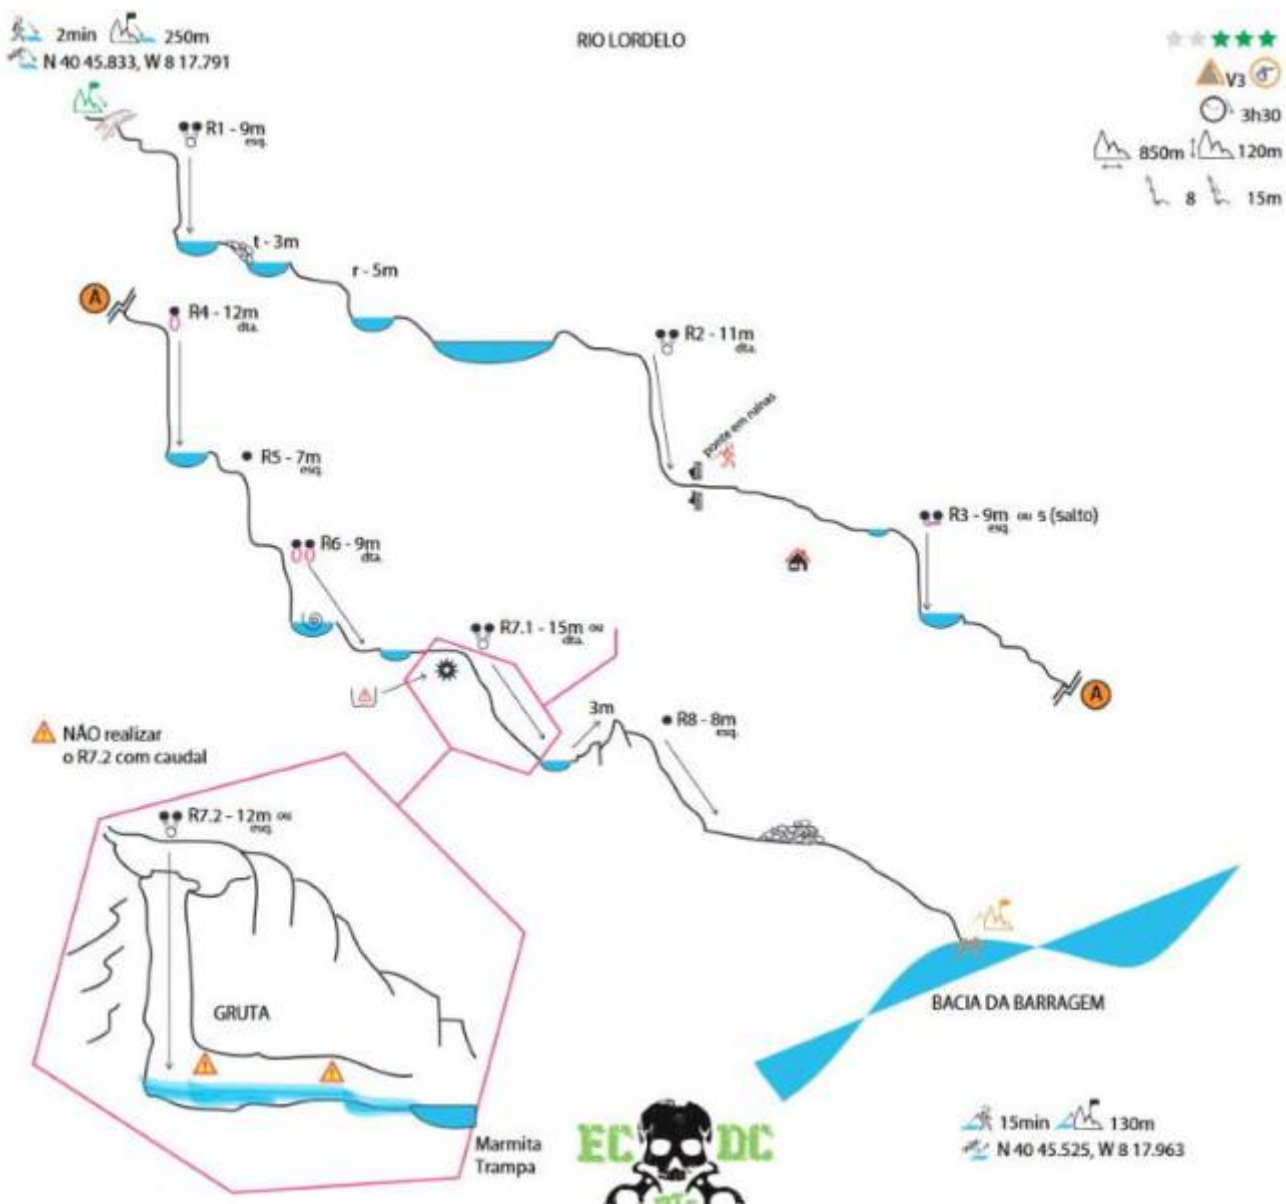 2min 250m
N 40 45.833, W 8 17.791
RIO LORDELO
V3
3h30
850m 120m
8 15m
R1 - 9m
esq.
t - 3m
r - 5m
A
R4 - 12m
dta.
R2 - 11m
dta.
ponte em ruínas
R5 - 7m
esq.
R3 - 9m ou s (salto)
esq.
R6 - 9m
dta.
R7.1 - 15m ou
dta.
A
3m
R8 - 8m
esq.
NÃO realizar
o R7.2 com caudal
R7.2 - 12m ou
esq.
GRUTA
BACIA DA BARRAGEM
Marmita
Trampa
EC DC
15min 130m
N 40 45.525, W 8 17.963